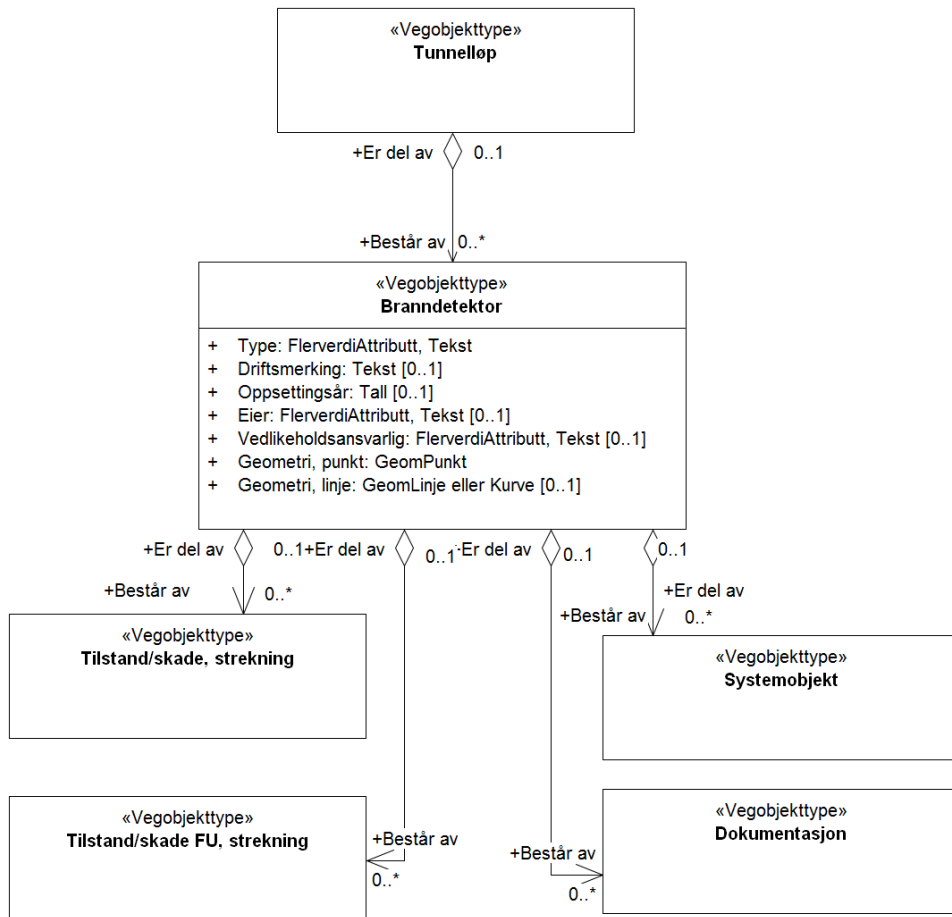 «Vegobjekttype»
Tunnelløp
+Er del av
0..1
+Består av
0..*
«Vegobjekttype»
Branndetektor
+ Type: FlerverdiAttributt, Tekst
+ Driftsmerking: Tekst [0..1]
+ Oppsettingsår: Tall [0..1]
+ Eier: FlerverdiAttributt, Tekst [0..1]
+ Vedlikeholdsansvarlig: FlerverdiAttributt, Tekst [0..1]
+ Geometri, punkt: GeomPunkt
+ Geometri, linje: GeomLinje eller Kurve [0..1]
+Er del av
0..1
+Er del av
0..1
-Er del av
0..1
0..1
+Består av
0..*
+Er del av
+Består av
0..*
«Vegobjekttype»
Tilstand/skade, strekning
«Vegobjekttype»
Systemobjekt
«Vegobjekttype»
Tilstand/skade FU, strekning
+Består av
0..*
+Består av
0..*
«Vegobjekttype»
Dokumentasjon